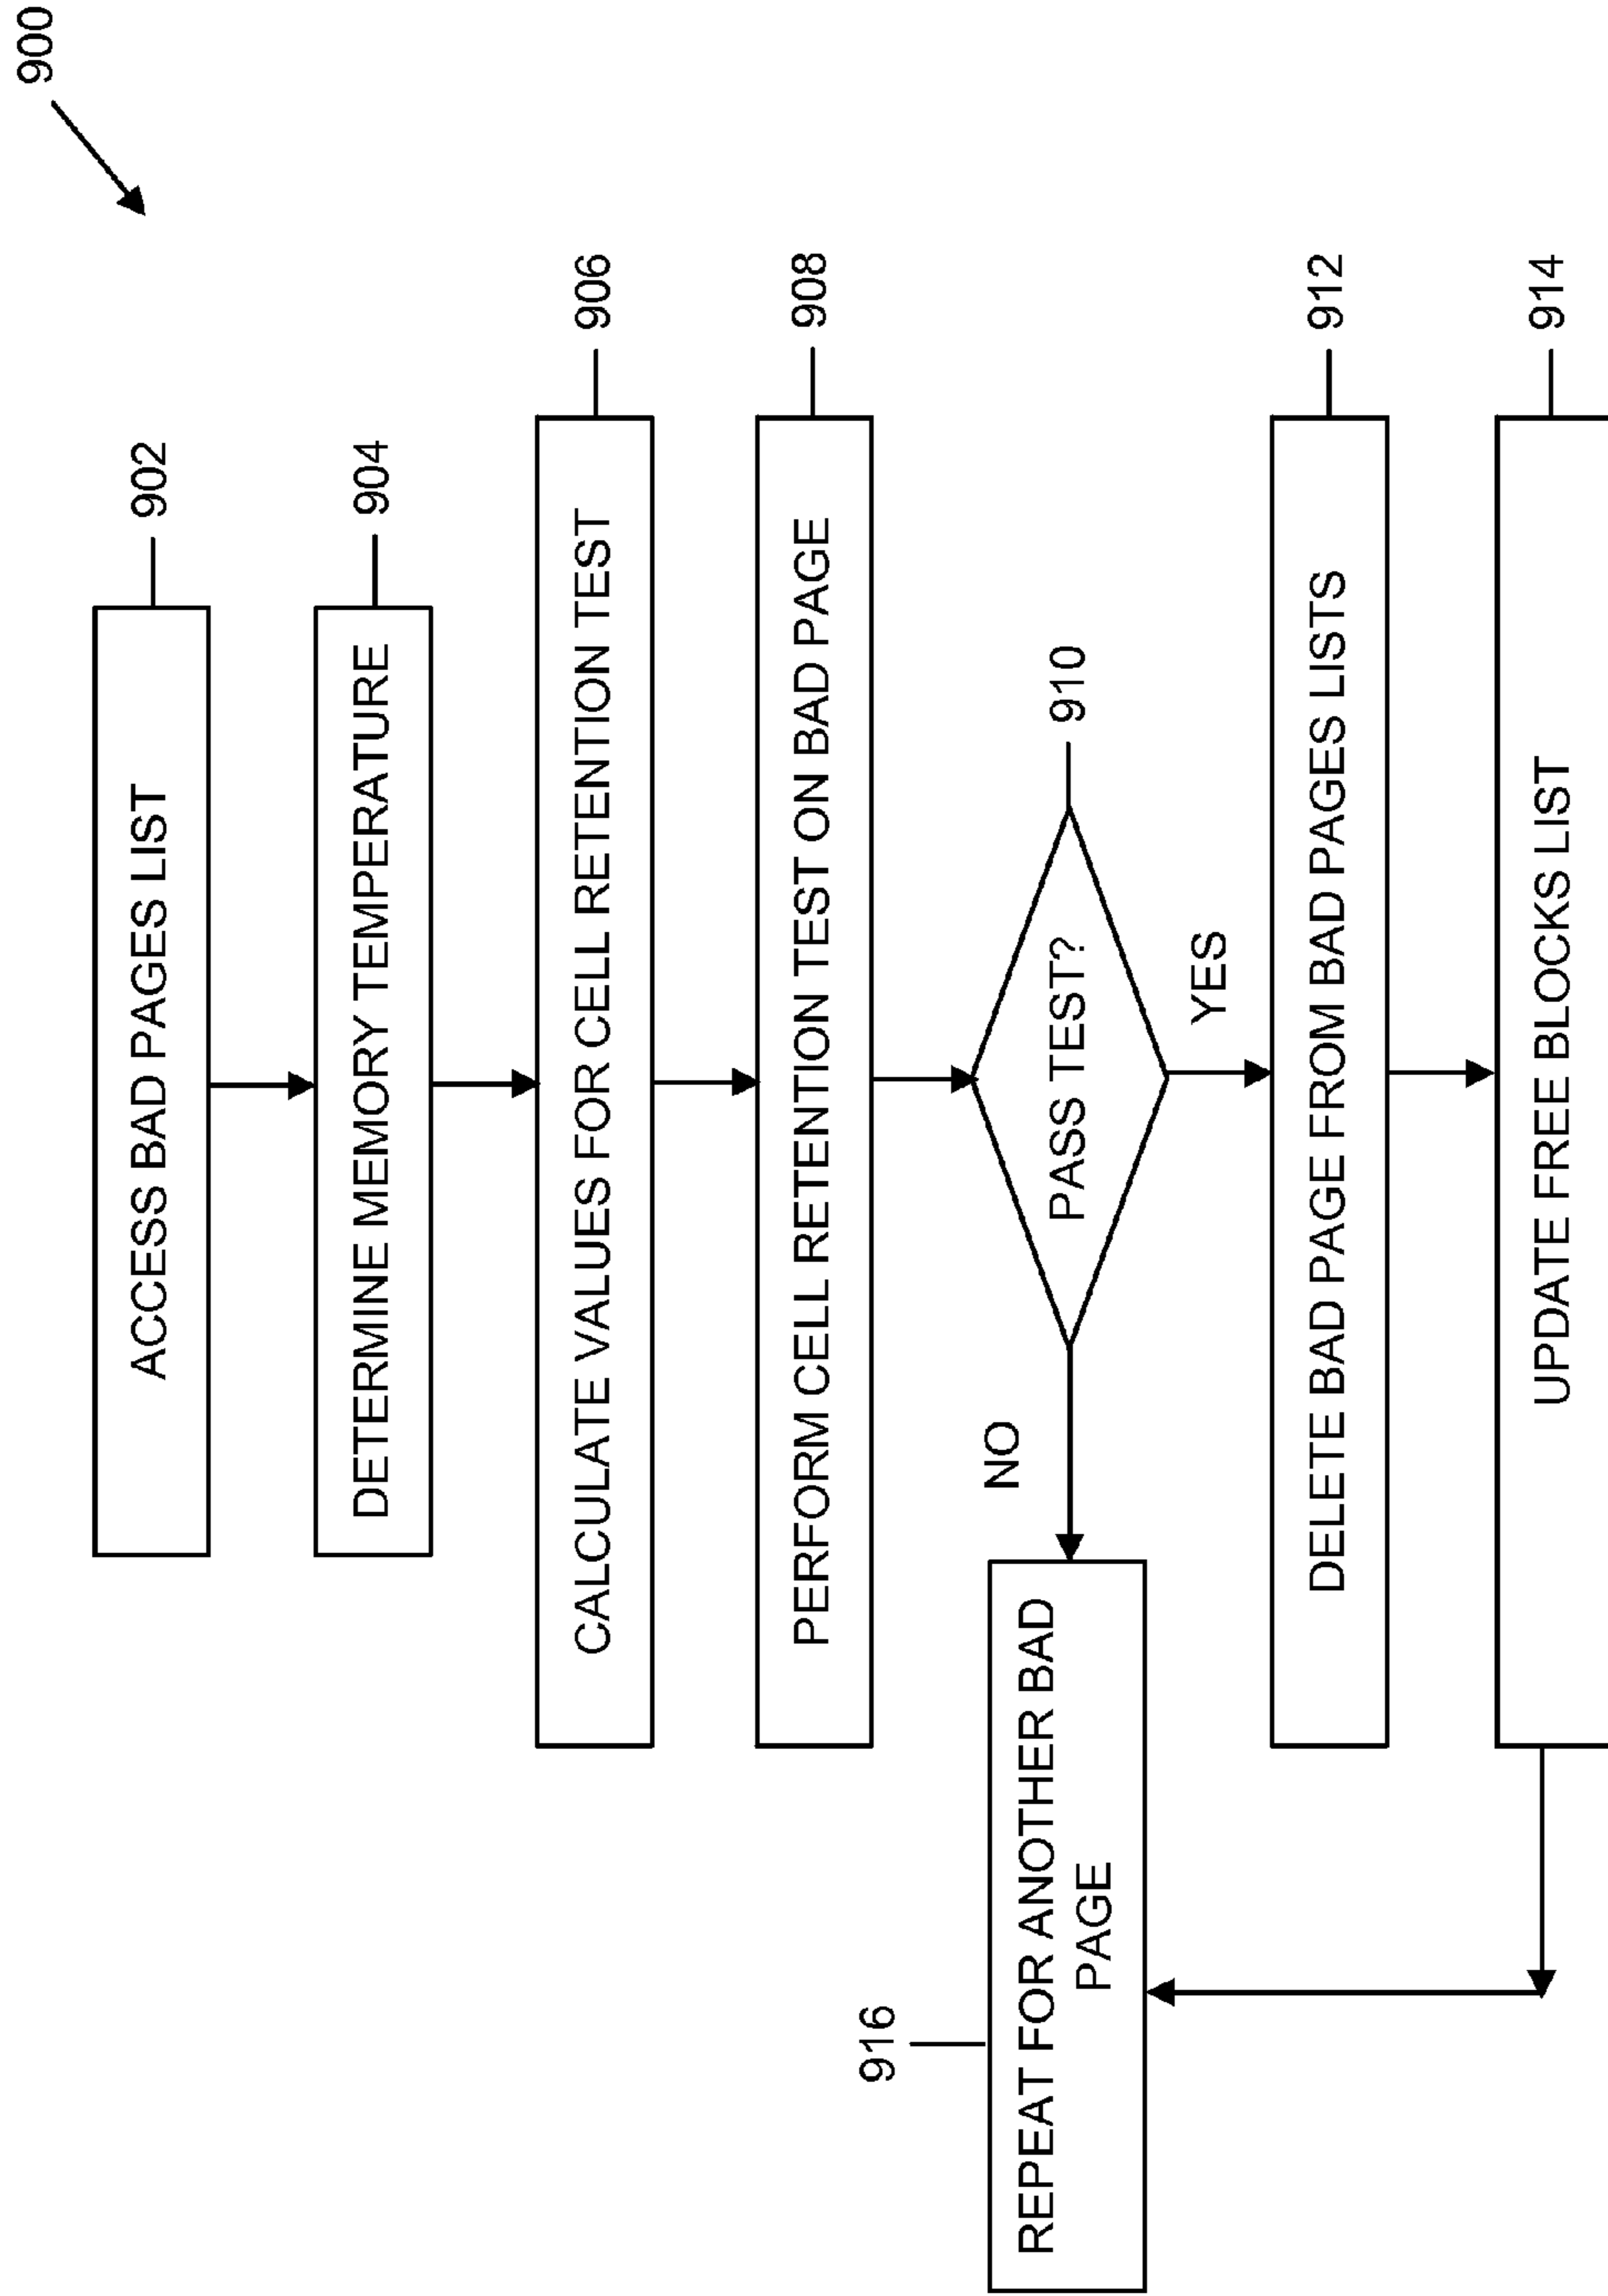 900
ACCESS BAD PAGES LIST
902
DETERMINE MEMORY TEMPERATURE
904
CALCULATE VALUES FOR CELL RETENTION TEST
906
PERFORM CELL RETENTION TEST ON BAD PAGE
908
PASS TEST?
910
NO
YES
916
REPEAT FOR ANOTHER BAD
PAGE
DELETE BAD PAGE FROM BAD PAGES LISTS
912
UPDATE FREE BLOCKS LIST
914